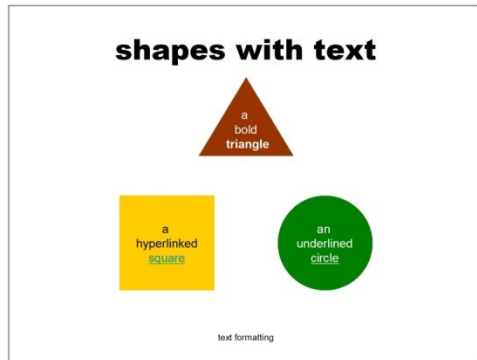 shapes with text
a
bold
triangle
a
hyperlinked
square
an
underlined
circle
text formatting